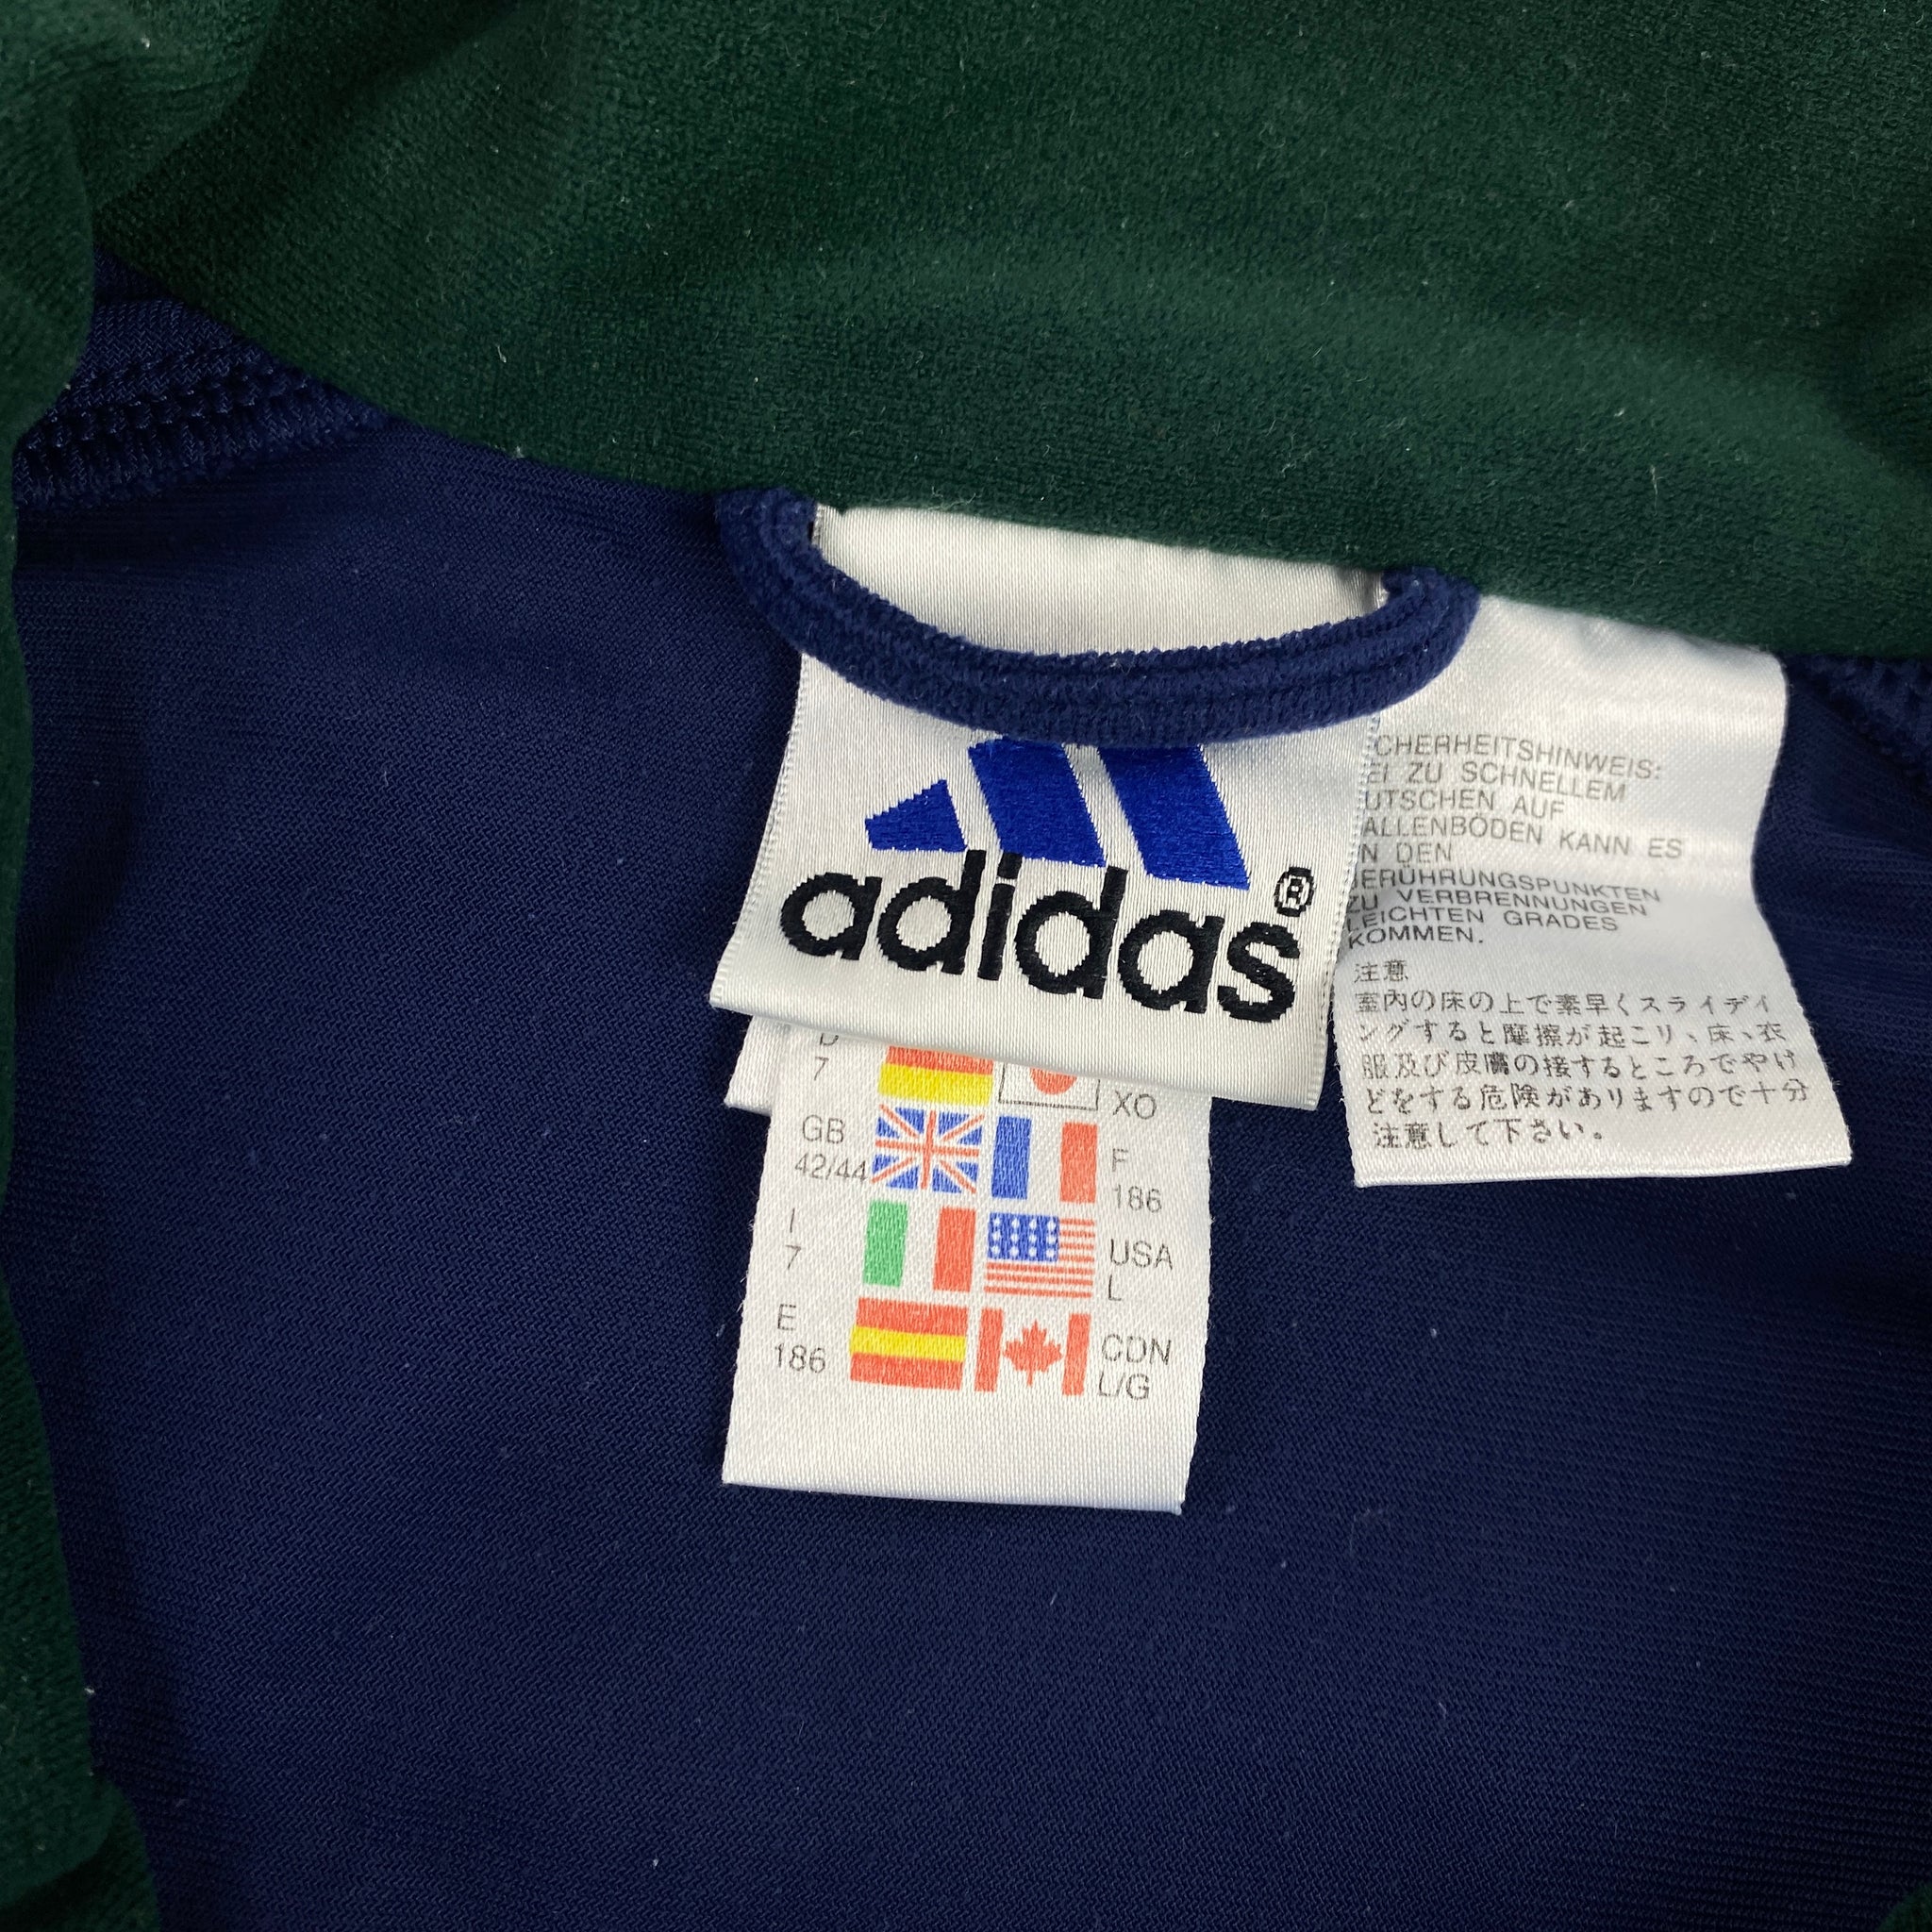 adidas®
7
XO
GB
42/44
F
186
I
7
USA
L
E
186
CDN
L/G
CHERHEITSHINWEIS:
EI ZU SCHNELLEM
UTSCHEN AUF
ALLENBÖDEN KANN ES
N DEN
ERÜHRUNGSPUNKTEN
ZU VERBRENNUNGEN
LEICHTEN GRADES
KOMMEN.
注意
室内の床の上で素早くスライディ
ングすると摩擦が起こり、床、衣
服及び皮膚の接するところでやけ
どをする危険がありますので十分
注意して下さい。